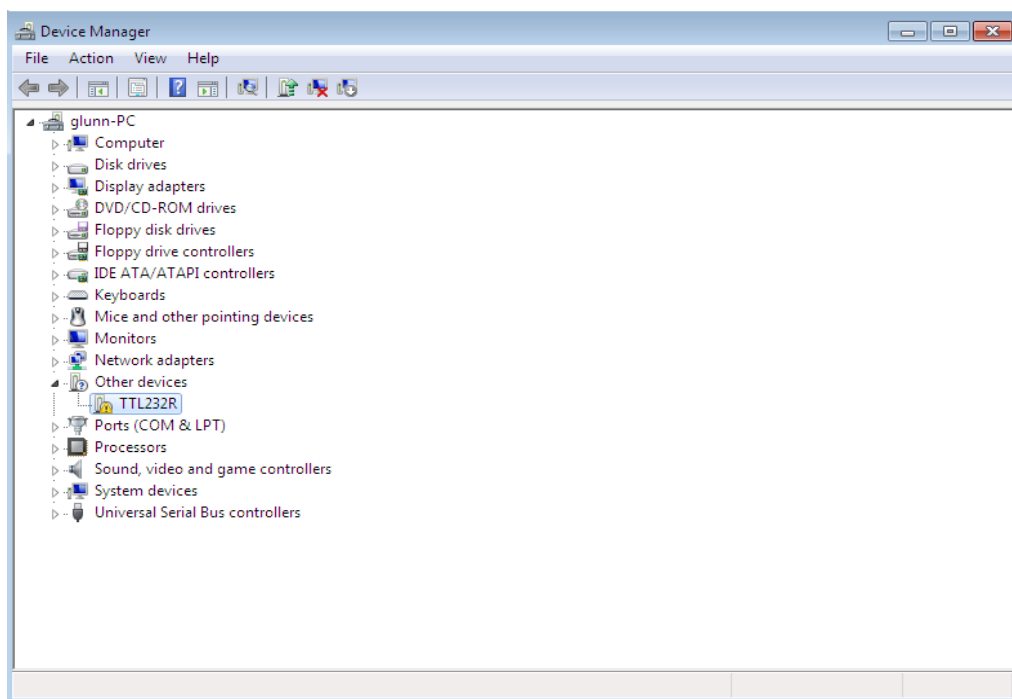 Device Manager
File Action View Help
glunn-PC
Computer
Disk drives
Display adapters
DVD/CD-ROM drives
Floppy disk drives
Floppy drive controllers
IDE ATA/ATAPI controllers
Keyboards
Mice and other pointing devices
Monitors
Network adapters
Other devices
TTL232R
Ports (COM & LPT)
Processors
Sound, video and game controllers
System devices
Universal Serial Bus controllers